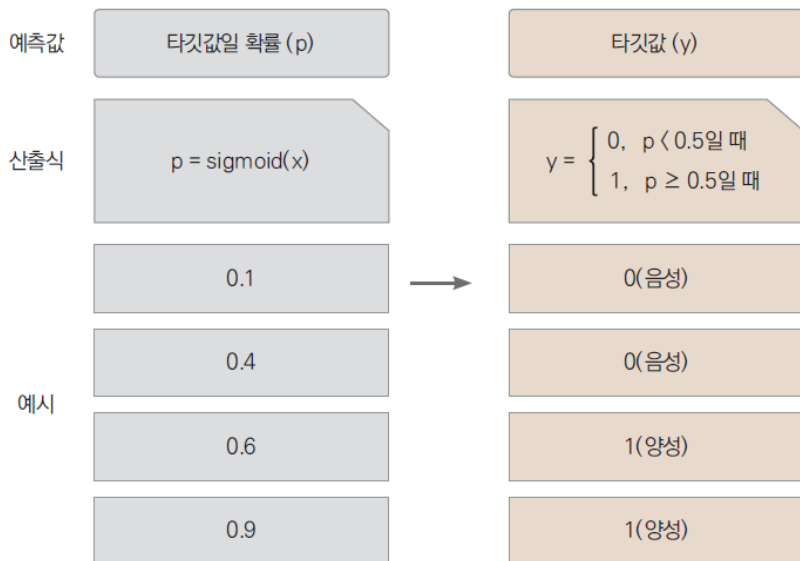 예측값
타깃값일 확률 (p)
타깃값 (y)
산출식
p = sigmoid(x)
y = { 0, p < 0.5일 때
1, p ≥ 0.5일 때
예시
0.1
0(음성)
0.4
0(음성)
0.6
1(양성)
0.9
1(양성)